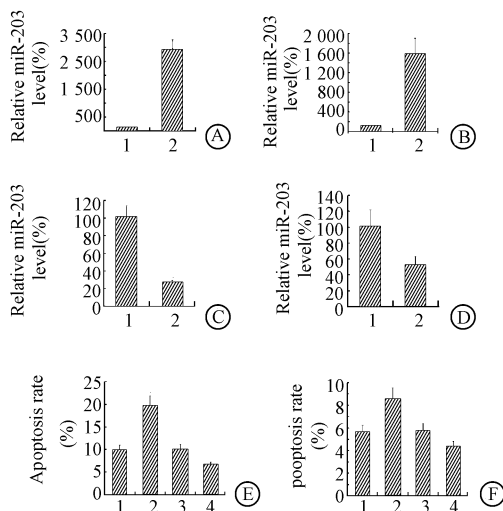 Relative miR-203
level(%)
3 500
2 500
1 500
500
1 2
A
Relative miR-203
level(%)
2 000
1 600
1 200
800
400
0
1 2
B
Relative miR-203
level(%)
120
100
80
60
40
20
0
1 2
C
Relative miR-203
level(%)
140
120
100
80
60
40
20
0
1 2
D
Apoptosis rate
(%)
25
20
15
10
5
0
1 2 3 4
E
pooptosis rate
(%)
10
8
6
4
2
0
1 2 3 4
F